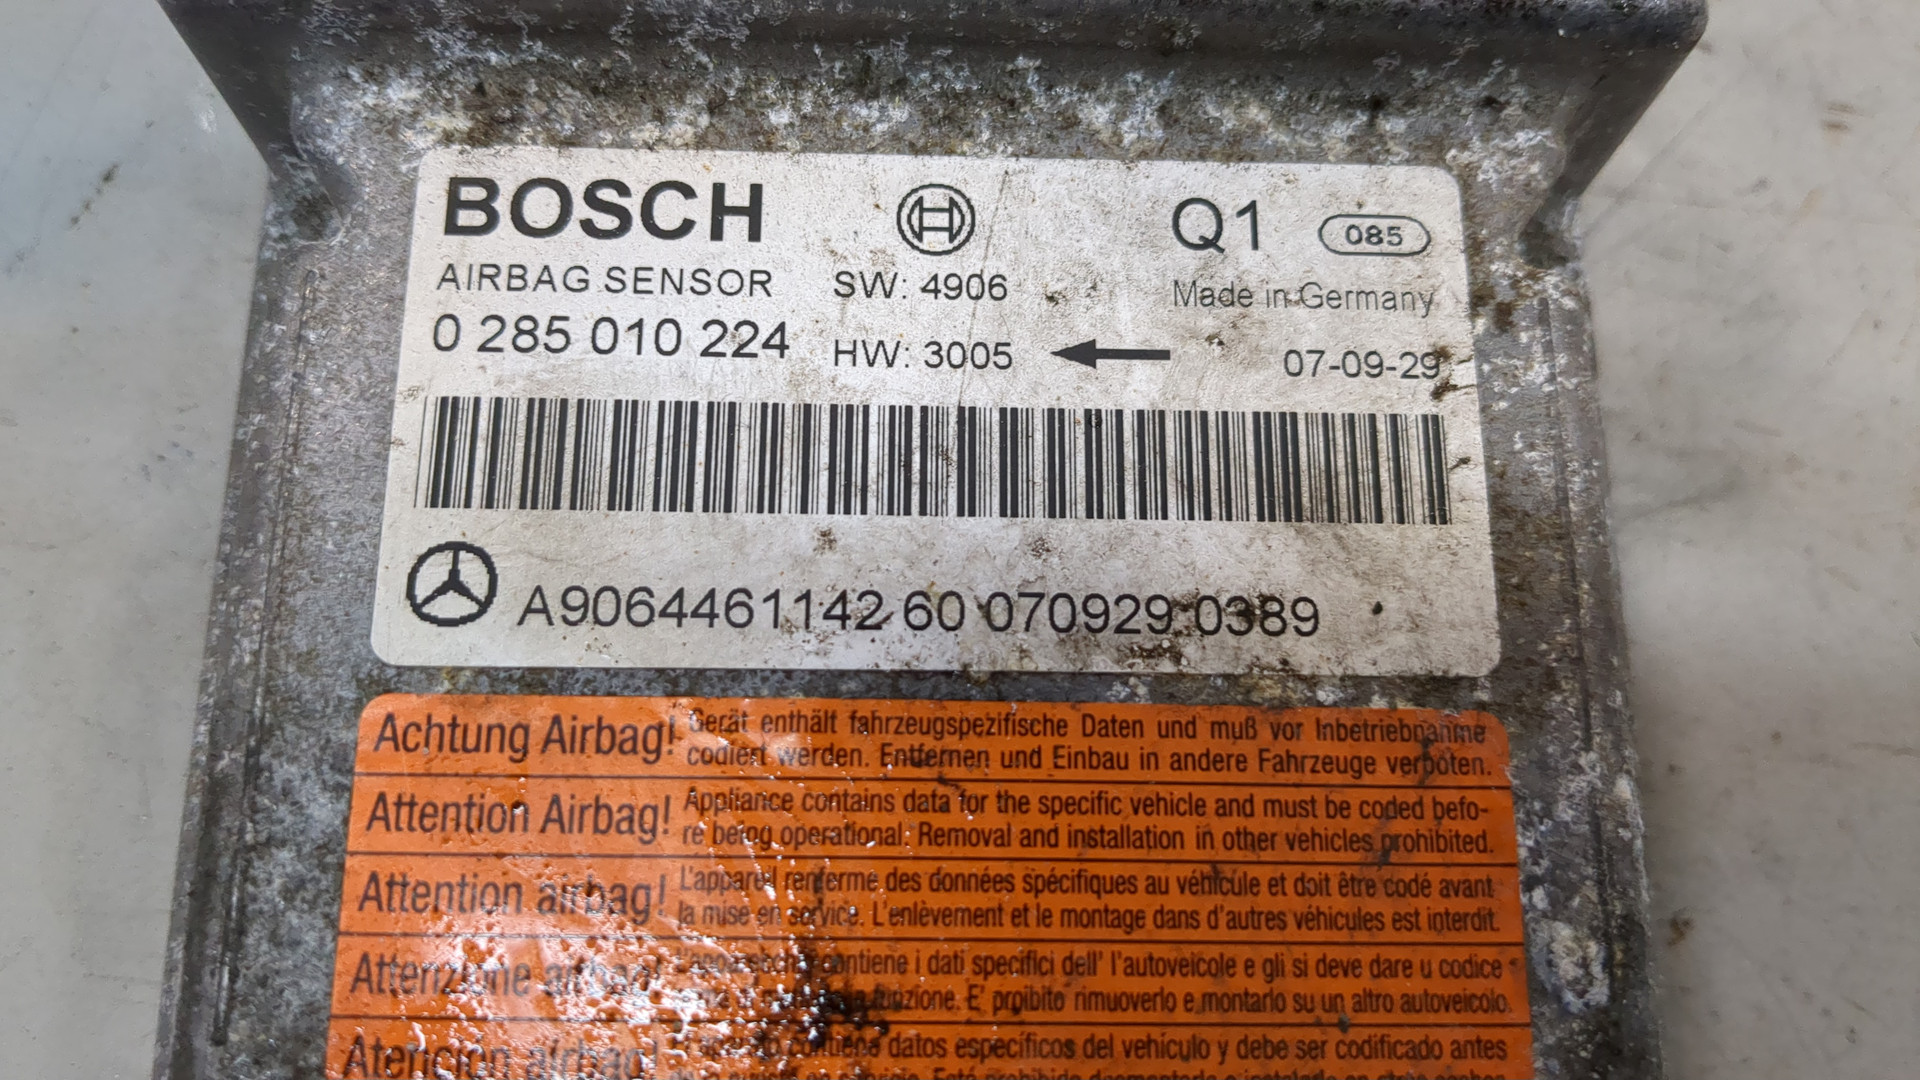 BOSCH
Q1 085
AIRBAG SENSOR SW: 4906 Made in Germany
0 285 010 224 HW: 3005 07-09-29
A9064461142 60 070929 0389
Achtung Airbag! Gerät enthält fahrzeugspezifische Daten und muß vor Inbetriebnahme
codiert werden. Entfernen und Einbau in andere Fahrzeuge verboten.
Attention Airbag! Appliance contains data for the specific vehicle and must be coded befo-
re being operational. Removal and installation in other vehicles prohibited.
Attention airbag! L'appareil renferme des données spécifiques au véhicule et doit être codé avant
la mise en service. L'enlèvement et le montage dans d'autres véhicules est interdit.
Attenzione airbag! contiene i dati specifici dell' l'autoveicole e gli si deve dare u codice
E' proibito rimuoverlo e montarlo su un altro autoveicolo.
Atención airbag! contiene datos específicos del vehículo y debe ser codificado antes